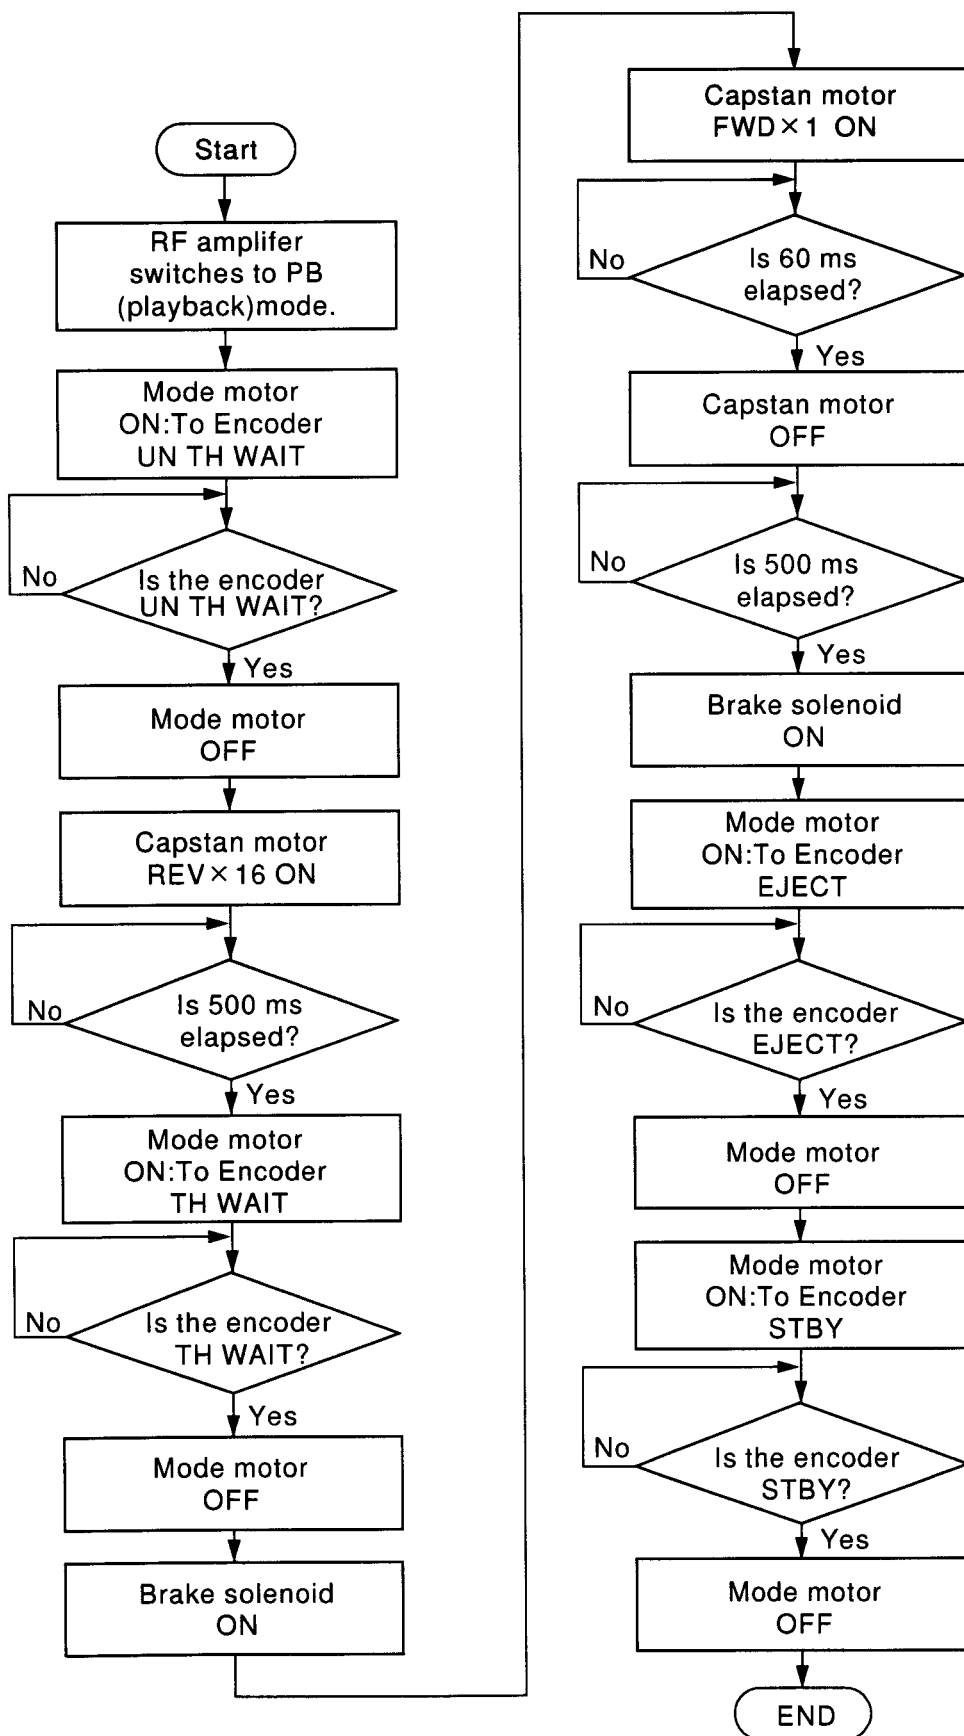 Start
RF amplifer
switches to PB
(playback)mode.
Mode motor
ON:To Encoder
UN TH WAIT
No
Is the encoder
UN TH WAIT?
Yes
Mode motor
OFF
Capstan motor
REV×16 ON
No
Is 500 ms
elapsed?
Yes
Mode motor
ON:To Encoder
TH WAIT
No
Is the encoder
TH WAIT?
Yes
Mode motor
OFF
Brake solenoid
ON
Capstan motor
FWD×1 ON
No
Is 60 ms
elapsed?
Yes
Capstan motor
OFF
No
Is 500 ms
elapsed?
Yes
Brake solenoid
ON
Mode motor
ON:To Encoder
EJECT
No
Is the encoder
EJECT?
Yes
Mode motor
OFF
Mode motor
ON:To Encoder
STBY
No
Is the encoder
STBY?
Yes
Mode motor
OFF
END